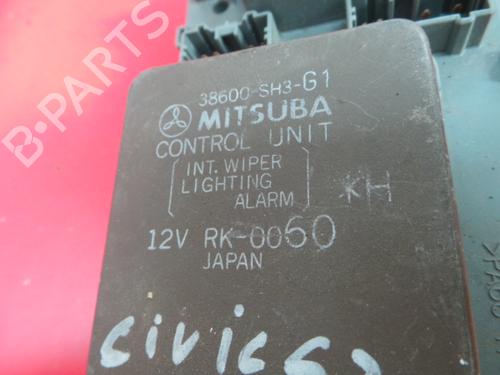 38600-SH3-G1
MITSUBA
CONTROL UNIT
INT. WIPER
LIGHTING
ALARM
KH
12V RK-0060
JAPAN
civic
B-PARTS